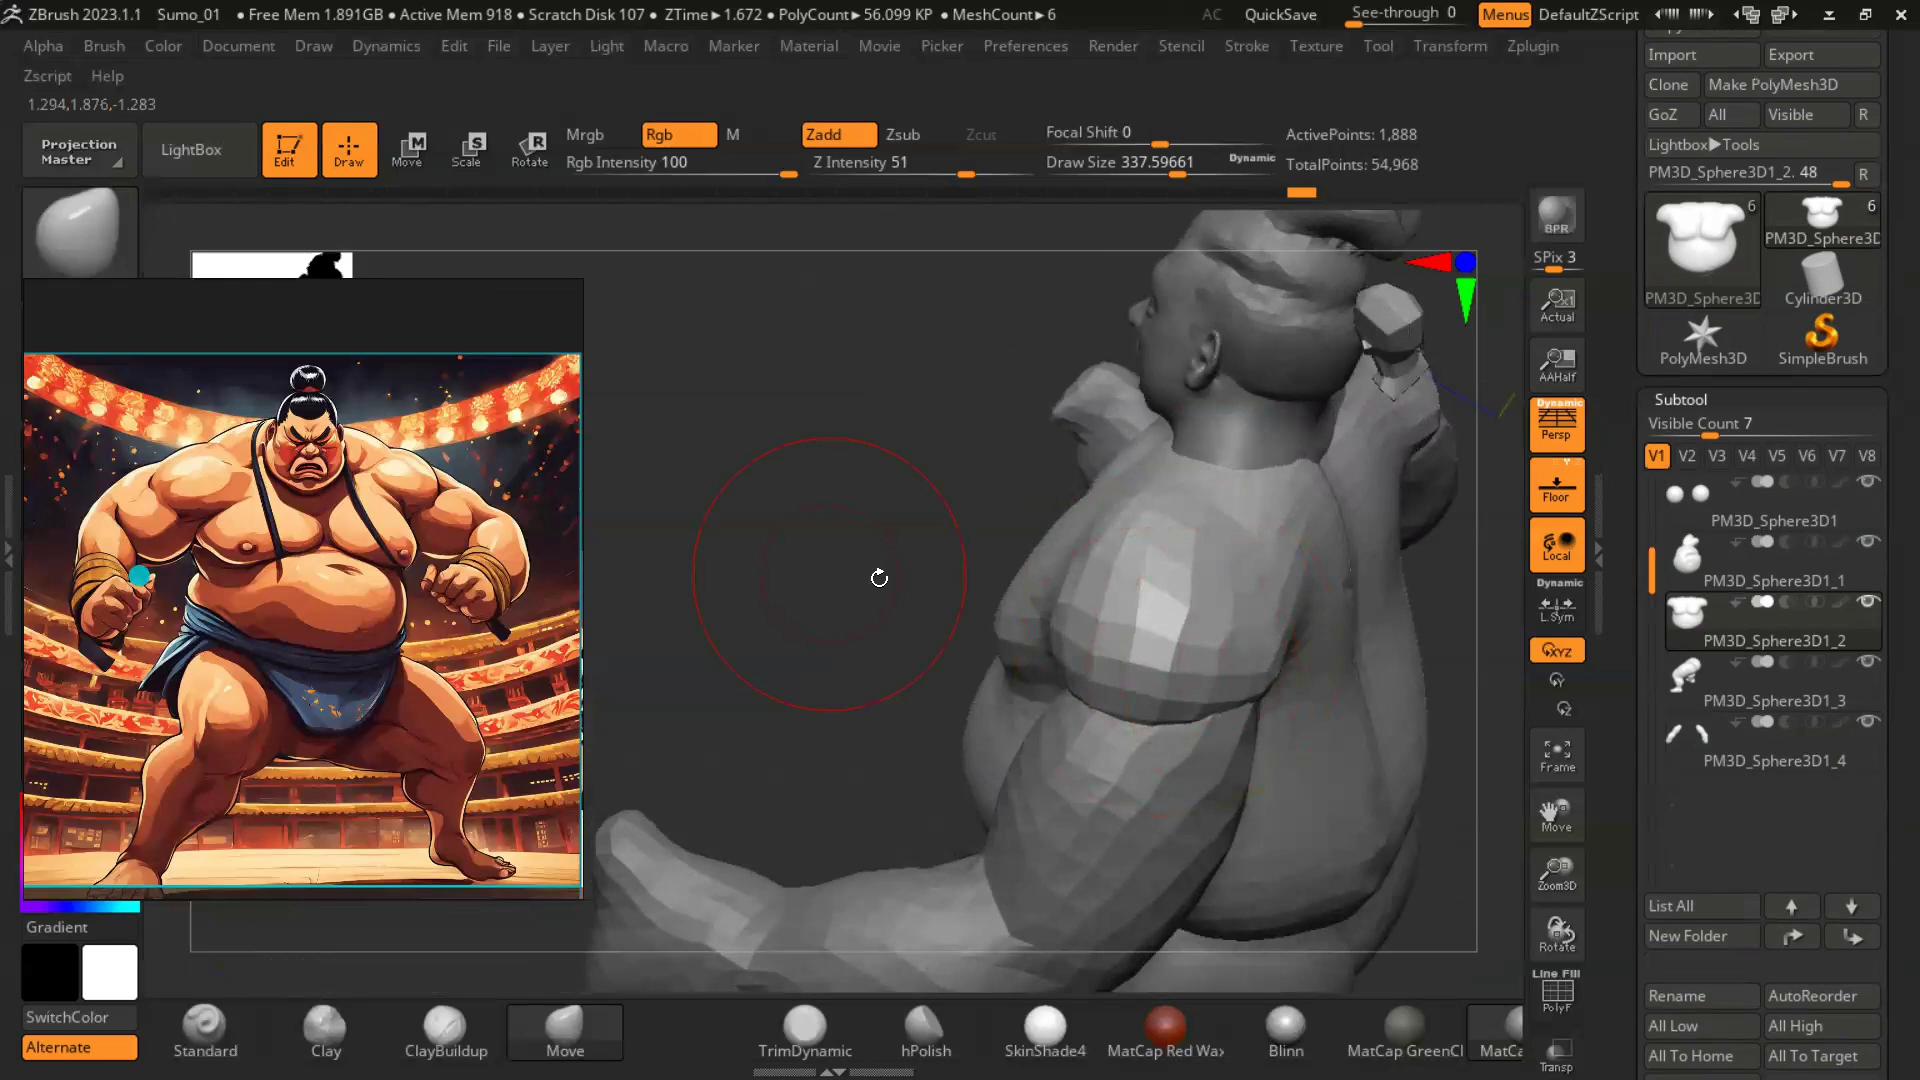 ZBrush 2023.1.1 Sumo_01 • Free Mem 1.891GB • Active Mem 918 • Scratch Disk 107 • ZTime►1.672 • PolyCount►56.099 KP • MeshCount►6 AC QuickSave See-through 0 Menus DefaultZScript
Alpha Brush Color Document Draw Dynamics Edit File Layer Light Macro Marker Material Movie Picker Preferences Render Stencil Stroke Texture Tool Transform Zplugin
Zscript Help
1.294,1.876,-1.283
Projection Master
LightBox
Edit
Draw
Move
Scale
Rotate
Mrgb Rgb M
Rgb Intensity 100
Zadd Zsub Zcut
Z Intensity 51
Focal Shift 0
Draw Size 337.59661 Dynamic
ActivePoints: 1,888
TotalPoints: 54,968
Import Export
Clone Make PolyMesh3D
GoZ All Visible R
Lightbox►Tools
PM3D_Sphere3D1_2. 48 R
6
6
PM3D_Sphere3D
PM3D_Sphere3D
Cylinder3D
PolyMesh3D
SimpleBrush
BPR
SPix 3
Actual
AAHalf
Dynamic
Persp
Floor
Local
Dynamic
L.Sym
XYZ
Frame
Move
Zoom3D
Rotate
Line Fill
PolyF
Transp
Subtool
Visible Count 7
V1 V2 V3 V4 V5 V6 V7 V8
PM3D_Sphere3D1
PM3D_Sphere3D1_1
PM3D_Sphere3D1_2
PM3D_Sphere3D1_3
PM3D_Sphere3D1_4
List All
New Folder
Rename AutoReorder
All Low All High
All To Home All To Target
Gradient
SwitchColor
Alternate
Standard
Clay
ClayBuildup
Move
TrimDynamic
hPolish
SkinShade4
MatCap Red Wax
Blinn
MatCap GreenCl
MatCa